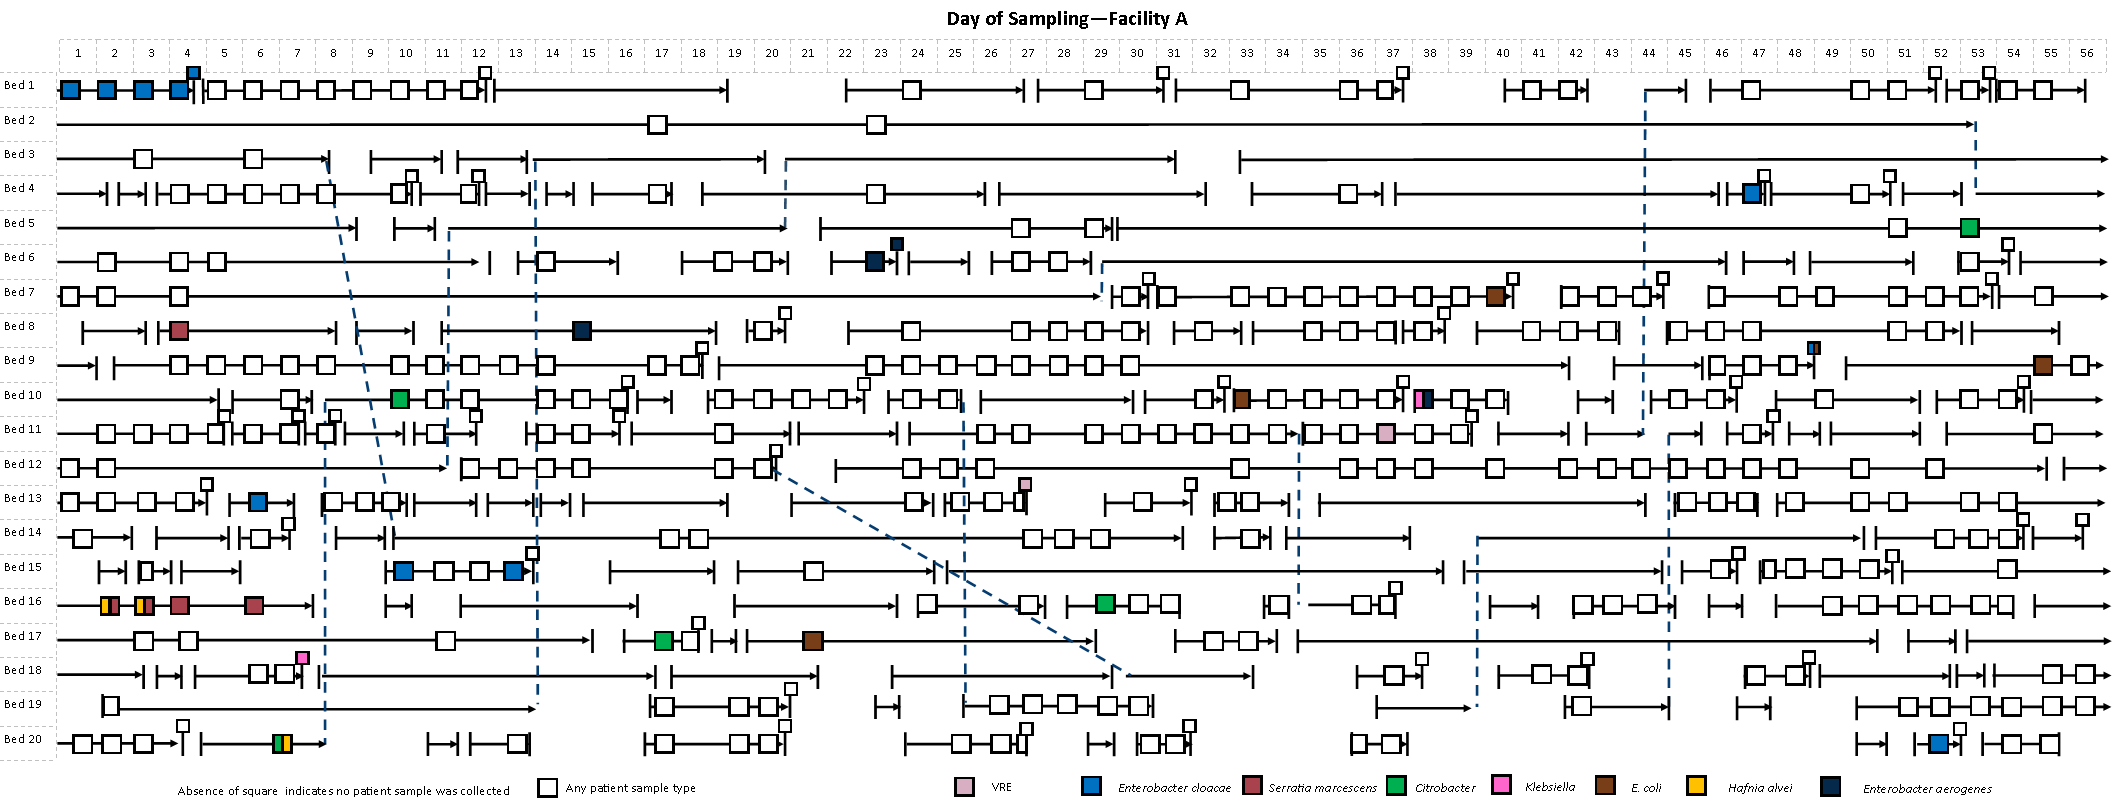 Day of Sampling—Facility A
1 2 3 4 5 6 7 8 9 10 11 12 13 14 15 16 17 18 19 20 21 22 23 24 25 26 27 28 29 30 31 32 33 34 35 36 37 38 39 40 41 42 43 44 45 46 47 48 49 50 51 52 53 54 55 56
Bed 1
Bed 2
Bed 3
Bed 4
Bed 5
Bed 6
Bed 7
Bed 8
Bed 9
Bed 10
Bed 11
Bed 12
Bed 13
Bed 14
Bed 15
Bed 16
Bed 17
Bed 18
Bed 19
Bed 20
Absence of square indicates no patient sample was collected Any patient sample type VRE Enterobacter cloacae Serratia marcescens Citrobacter Klebsiella E. coli Hafnia alvei Enterobacter aerogenes